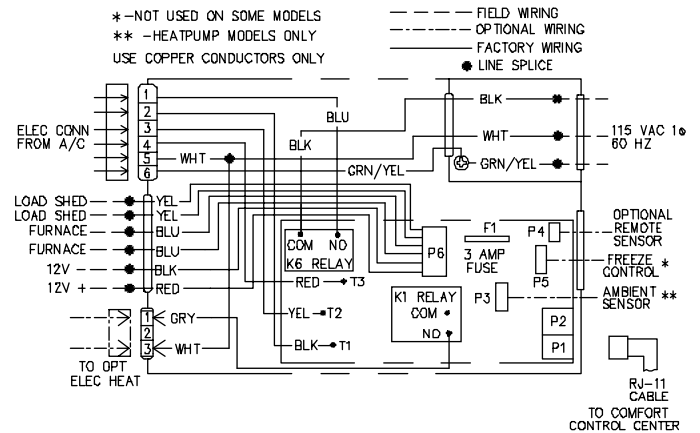 *-NOT USED ON SOME MODELS
** -HEATPUMP MODELS ONLY
USE COPPER CONDUCTORS ONLY
FIELD WIRING
OPTIONAL WIRING
FACTORY WIRING
LINE SPLICE
ELEC CONN
FROM A/C
1
2
3
4
5
6
WHT
BLU
BLK
GRN/YEL
BLK
WHT
GRN/YEL
115 VAC 1ø
60 HZ
LOAD SHED
YEL
LOAD SHED
YEL
FURNACE
BLU
FURNACE
BLU
12V -
BLK
12V +
RED
COM NO
K6 RELAY
P6
F1
3 AMP
FUSE
P4
OPTIONAL
REMOTE
SENSOR
P5
FREEZE
CONTROL *
P3
AMBIENT
SENSOR **
RED T3
YEL T2
BLK T1
K1 RELAY
COM
NO
P2
P1
1
2
3
GRY
WHT
TO OPT
ELEC HEAT
RJ-11
CABLE
TO COMFORT
CONTROL CENTER